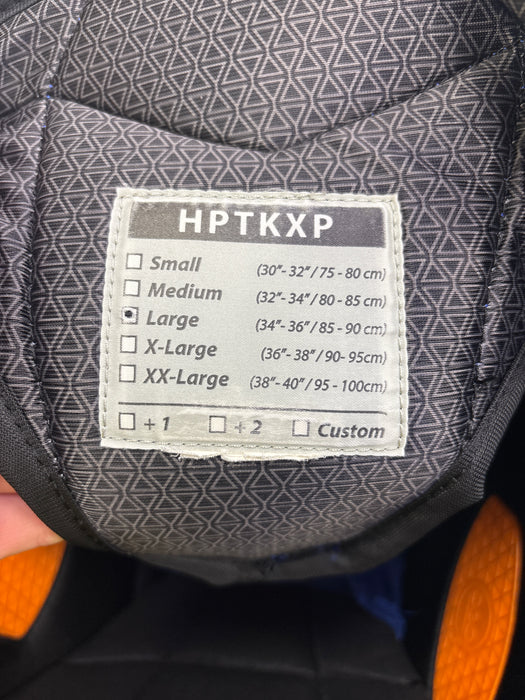 HPTKXP
Small (30"- 32"/ 75 - 80 cm)
Medium (32"- 34"/ 80 - 85 cm)
Large (34"- 36"/ 85 - 90 cm)
X-Large (36"- 38"/ 90- 95cm)
XX-Large (38"- 40"/ 95 - 100cm)
+ 1 + 2 Custom